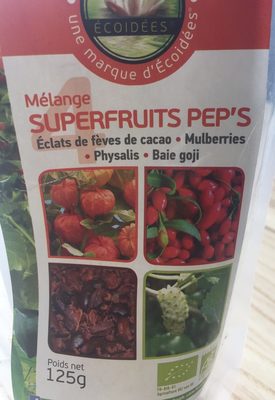 ÉCOIDÉES
une marque d'Écoidées
4
Mélange
SUPERFRUITS PEP'S
Éclats de fèves de cacao • Mulberries
• Physalis • Baie goji
Poids net
125g